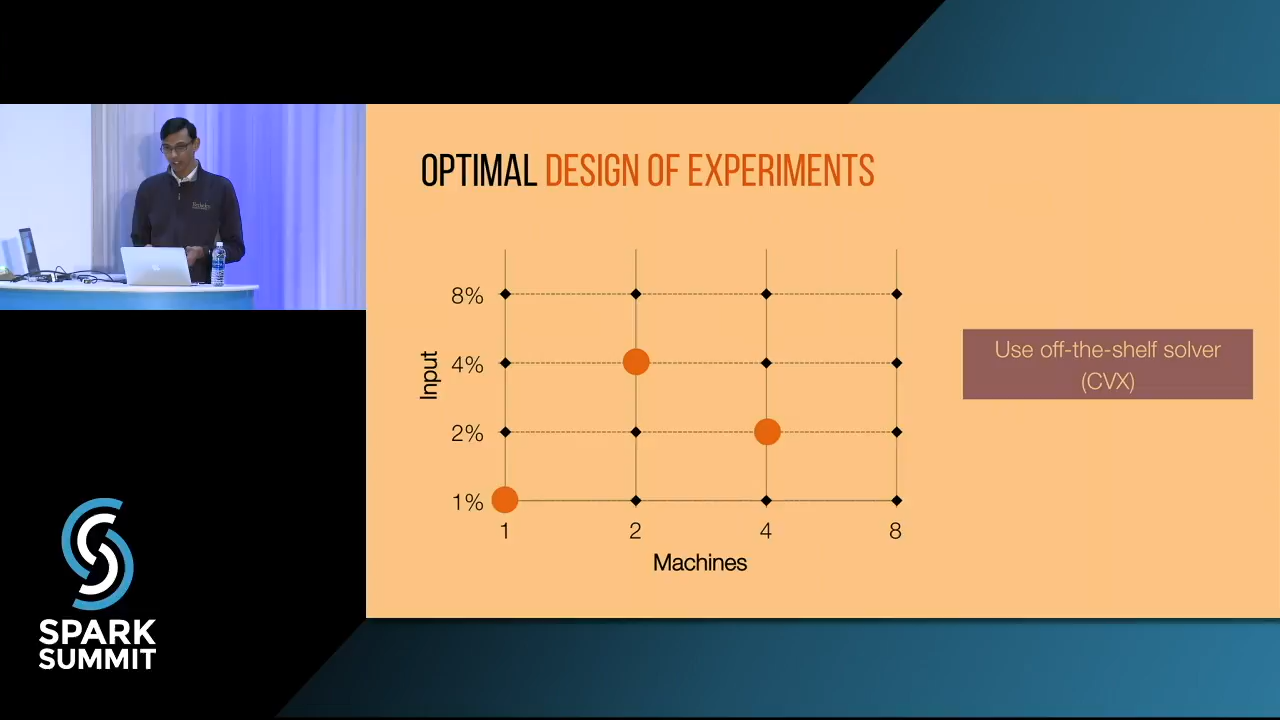 OPTIMAL DESIGN OF EXPERIMENTS
8%
4%
2%
1%
Input
1 2 4 8
Machines
Use off-the-shelf solver
(CVX)
SPARK
SUMMIT